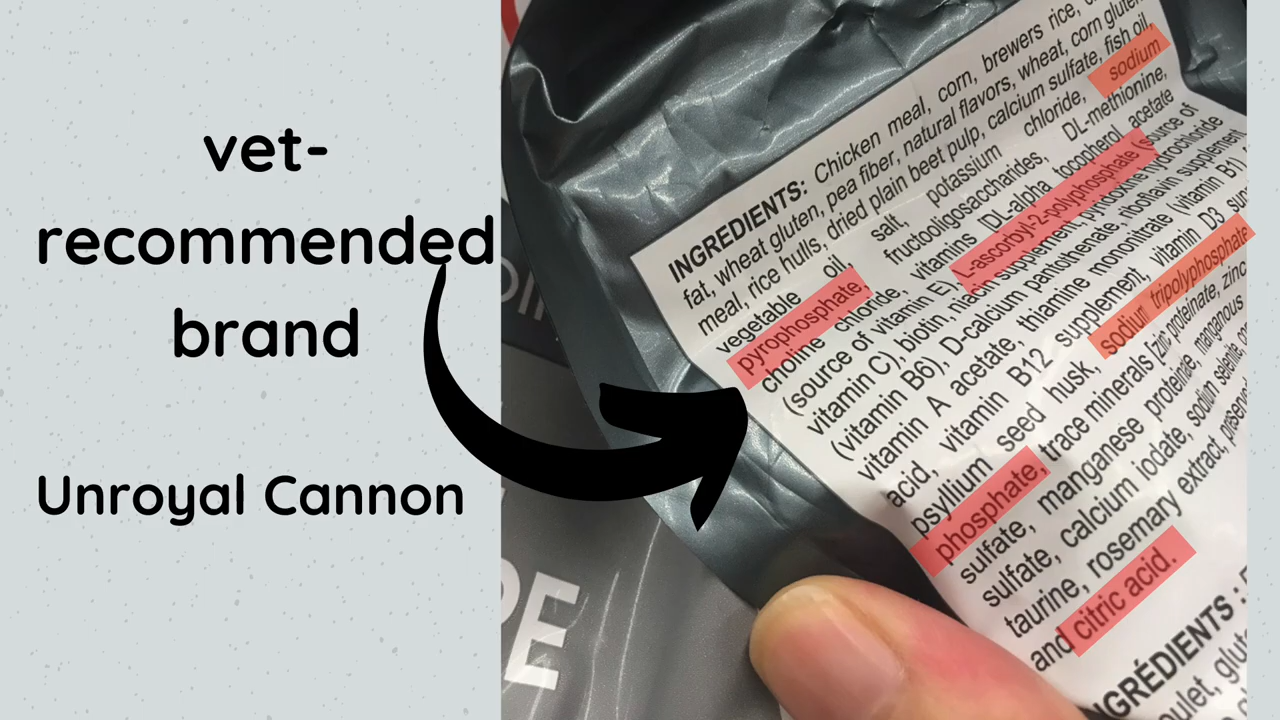 vet-
recommended
brand
Unroyal Cannon
INGREDIENTS: Chicken meal, corn, brewers rice,
fat, wheat gluten, pea fiber, natural flavors, wheat, corn gluten
meal, rice hulls, dried plain beet pulp, calcium sulfate, fish oil,
vegetable oil, salt, potassium chloride, sodium
pyrophosphate, fructooligosaccharides, DL-methionine,
choline chloride, vitamins [DL-alpha tocopherol acetate
(source of vitamin E), L-ascorbyl-2-polyphosphate (source of
vitamin C), biotin, niacin supplement, pyridoxine hydrochloride
(vitamin B6), D-calcium pantothenate, riboflavin supplement,
vitamin A acetate, thiamine mononitrate (vitamin B1),
acid, vitamin B12 supplement, vitamin D3
psyllium seed husk, sodium tripolyphosphate
phosphate, trace minerals [zinc proteinate, zinc
sulfate, manganese proteinate, manganous
sulfate, calcium iodate, sodium selenite,
taurine, rosemary extract,
and citric acid.
NGRÉDIENTS :